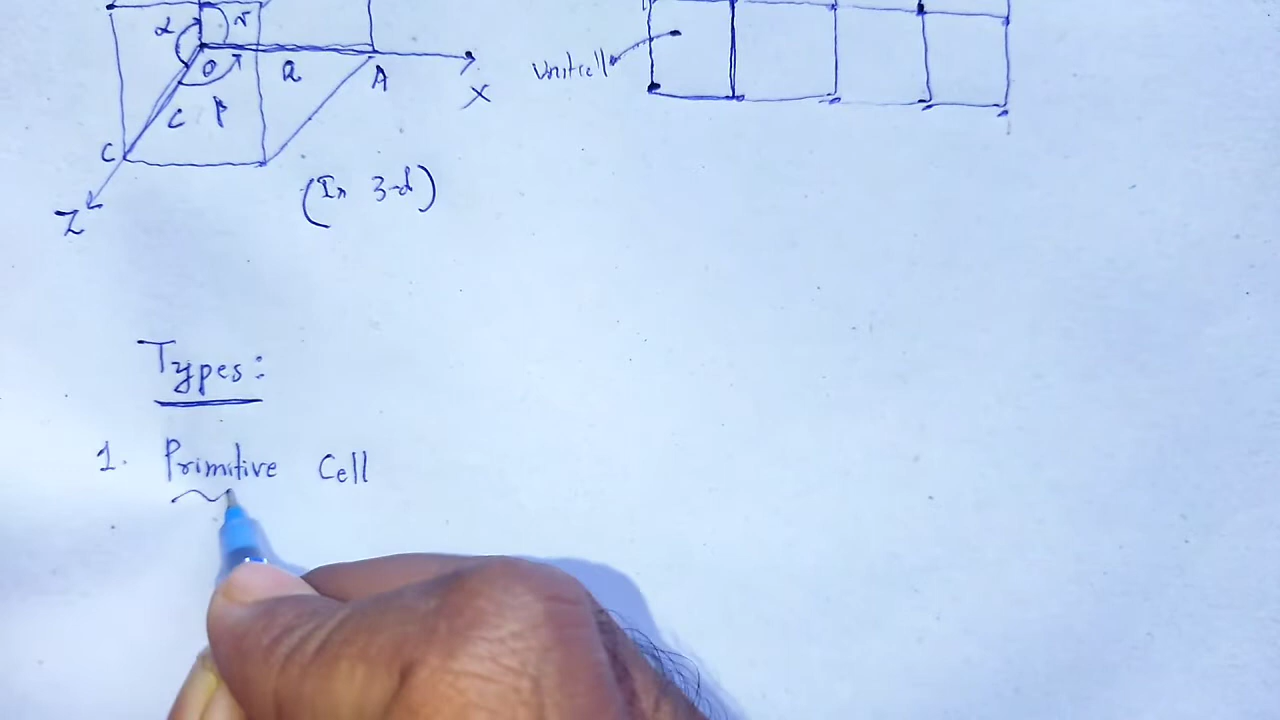 α γ
O a A
X
C β
C
Z
(In 3-d)
Unitcell
Types:
1. Primitive Cell